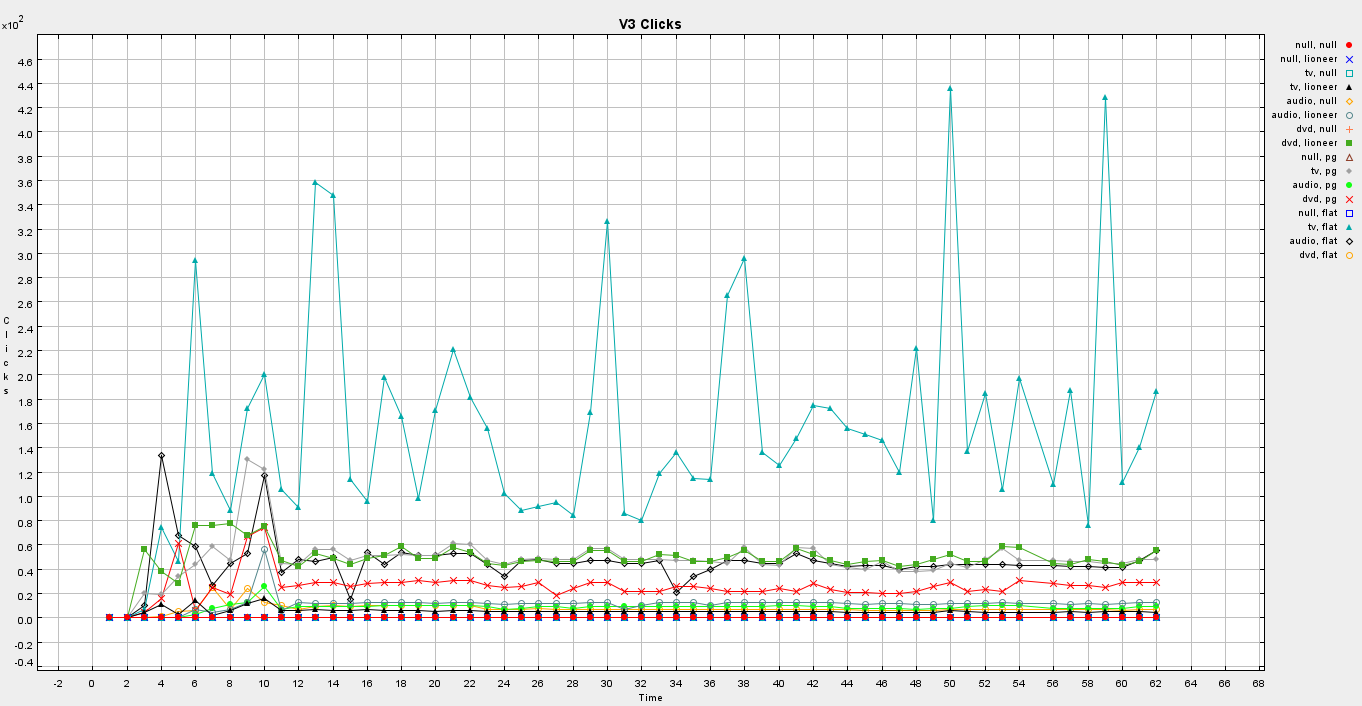 V3 Clicks
x10^2
4.6
4.4
4.2
4.0
3.8
3.6
3.4
3.2
3.0
2.8
2.6
2.4
2.2
2.0
1.8
1.6
1.4
1.2
1.0
0.8
0.6
0.4
0.2
0.0
-0.2
-0.4
Clicks
-2 0 2 4 6 8 10 12 14 16 18 20 22 24 26 28 30 32 34 36 38 40 42 44 46 48 50 52 54 56 58 60 62 64 66 68
Time
null, null
null, lioneer
tv, null
tv, lioneer
audio, null
audio, lioneer
dvd, null
dvd, lioneer
null, pg
tv, pg
audio, pg
dvd, pg
null, flat
tv, flat
audio, flat
dvd, flat